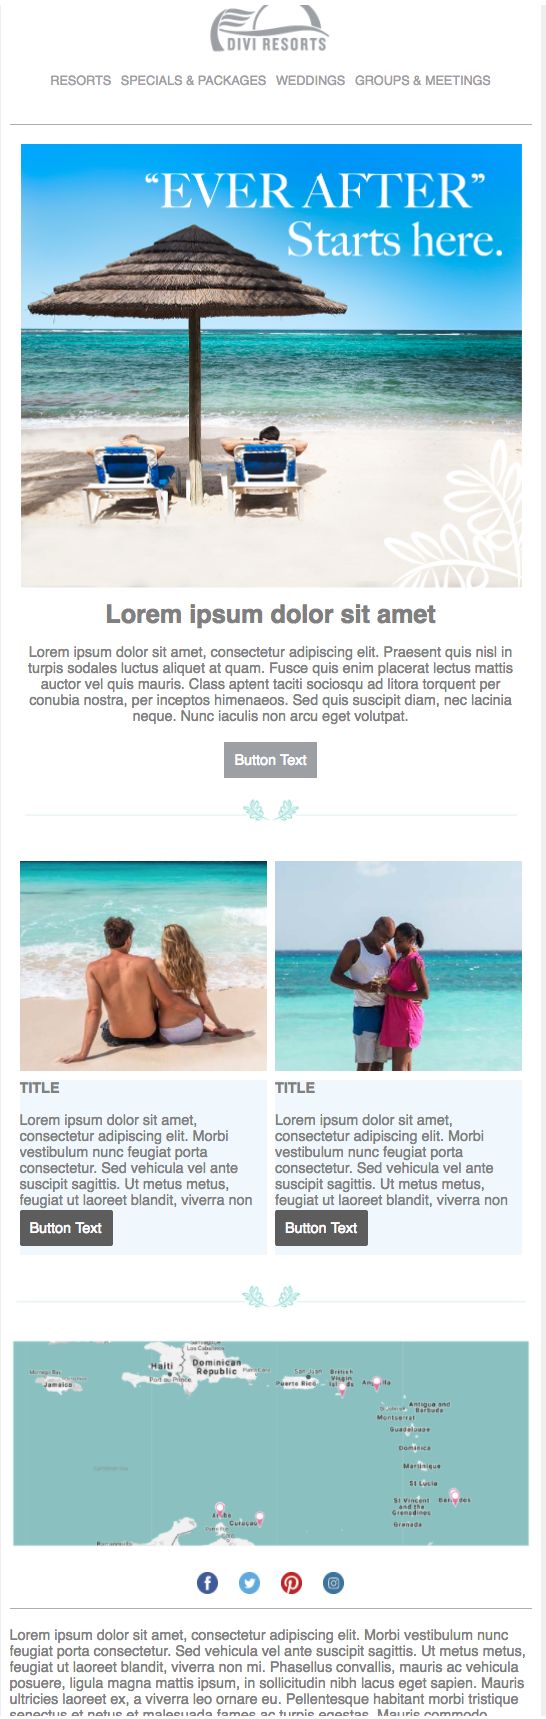 DIVI RESORTS
RESORTS SPECIALS & PACKAGES WEDDINGS GROUPS & MEETINGS
“EVER AFTER”
Starts here.
Lorem ipsum dolor sit amet
Lorem ipsum dolor sit amet, consectetur adipiscing elit. Praesent quis nisl in
turpis sodales luctus aliquet at quam. Fusce quis enim placerat lectus mattis
auctor vel quis mauris. Class aptent taciti sociosqu ad litora torquent per
conubia nostra, per inceptos himenaeos. Sed quis suscipit diam, nec lacinia
neque. Nunc iaculis non arcu eget volutpat.
Button Text
TITLE
Lorem ipsum dolor sit amet,
consectetur adipiscing elit. Morbi
vestibulum nunc feugiat porta
consectetur. Sed vehicula vel ante
suscipit sagittis. Ut metus metus,
feugiat ut laoreet blandit, viverra non
Button Text
TITLE
Lorem ipsum dolor sit amet,
consectetur adipiscing elit. Morbi
vestibulum nunc feugiat porta
consectetur. Sed vehicula vel ante
suscipit sagittis. Ut metus metus,
feugiat ut laoreet blandit, viverra non
Button Text
Haiti
Dominican
Republic
Port au Prince
Jamaica
San Juan
Puerto Rico
British
Virgin
Islands
Antigua and
Barbuda
Montserrat
Guadeloupe
Dominica
Martinique
St Lucia
St Vincent
and the
Grenadines
Grenada
Curacao
Lorem ipsum dolor sit amet, consectetur adipiscing elit. Morbi vestibulum nunc
feugiat porta consectetur. Sed vehicula vel ante suscipit sagittis. Ut metus metus,
feugiat ut laoreet blandit, viverra non mi. Phasellus convallis, mauris ac vehicula
posuere, ligula magna mattis ipsum, in sollicitudin nibh lacus eget sapien. Mauris
ultricies laoreet ex, a viverra leo ornare eu. Pellentesque habitant morbi tristique
senectus et netus et malesuada fames ac turpis egestas. Mauris commodo